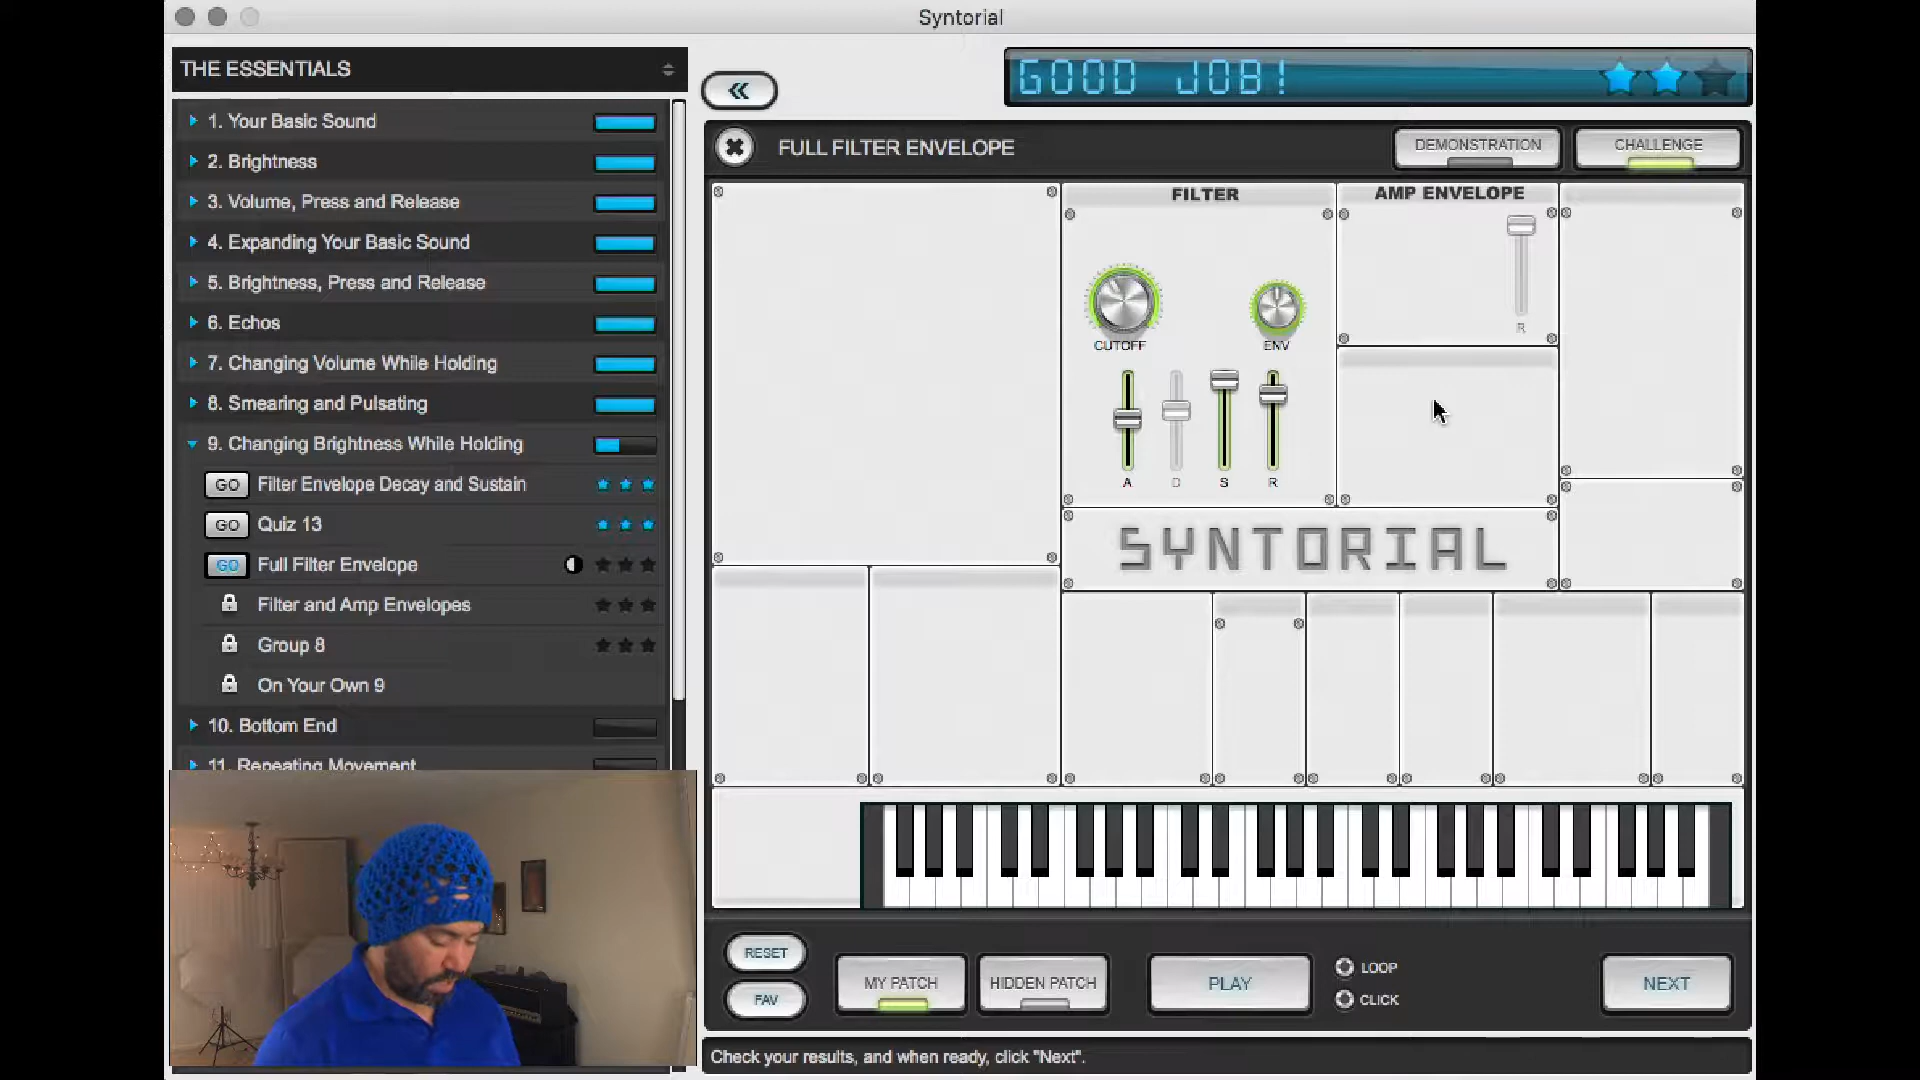 Syntorial
THE ESSENTIALS
1. Your Basic Sound
2. Brightness
3. Volume, Press and Release
4. Expanding Your Basic Sound
5. Brightness, Press and Release
6. Echos
7. Changing Volume While Holding
8. Smearing and Pulsating
9. Changing Brightness While Holding
GO Filter Envelope Decay and Sustain
GO Quiz 13
GO Full Filter Envelope
Filter and Amp Envelopes
Group 8
On Your Own 9
10. Bottom End
11. Repeating Movement
«
GOOD JOB!
FULL FILTER ENVELOPE
DEMONSTRATION
CHALLENGE
FILTER
AMP ENVELOPE
R
CUTOFF
ENV
A D S R
SYNTORIAL
RESET
FAV
MY PATCH
HIDDEN PATCH
PLAY
LOOP
CLICK
NEXT
Check your results, and when ready, click "Next".